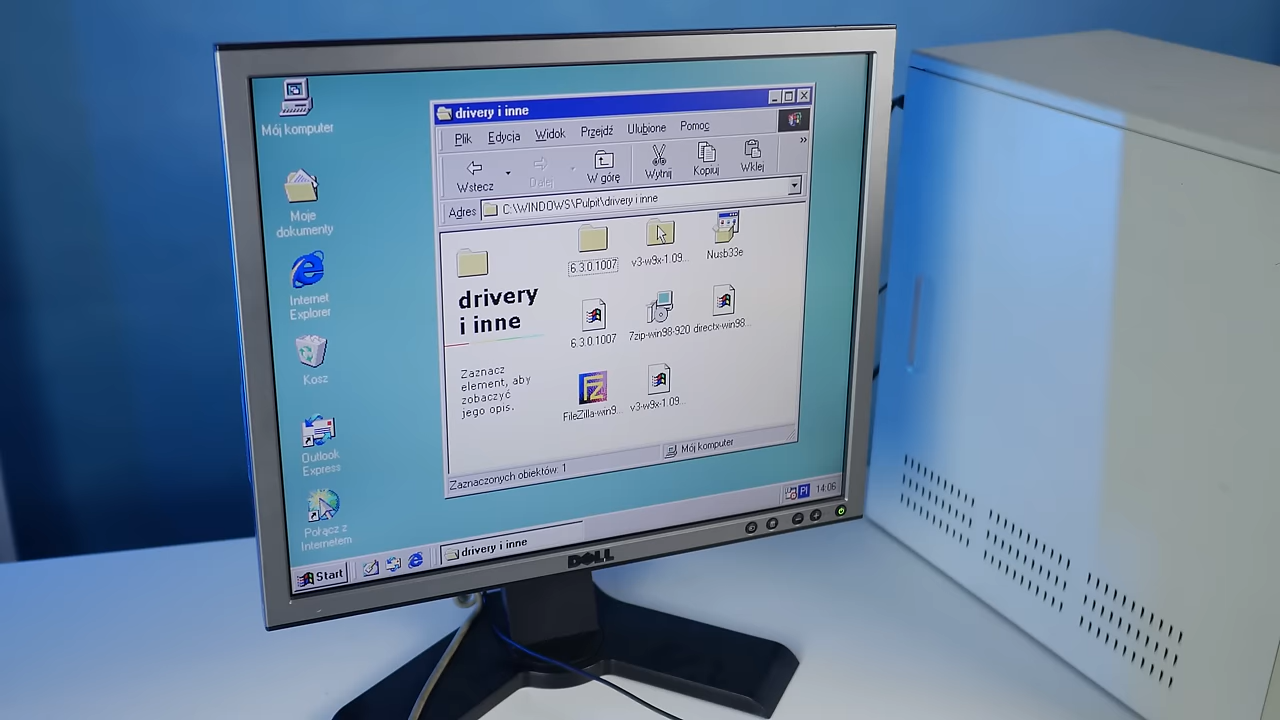 Mój komputer
Moje
dokumenty
Internet
Explorer
Kosz
Outlook
Express
Połącz z
Internetem
drivery i inne
Plik Edycja Widok Przejdź Ulubione Pomoc
Wstecz Dalej W górę Wytnij Kopiuj Wklej »
Adres C:\WINDOWS\Pulpit\drivery i inne
drivery
i inne
Zaznacz
element, aby
zobaczyć
jego opis.
6.3.0.1007 v3-w9x-1.09... Nusb33e
6.3.0.1007 7zip-win98-920 directx-win98...
FZ
FileZilla-win9... v3-w9x-1.09...
Zaznaczonych obiektów: 1 Mój komputer
Start drivery i inne Pl 14:06
DELL